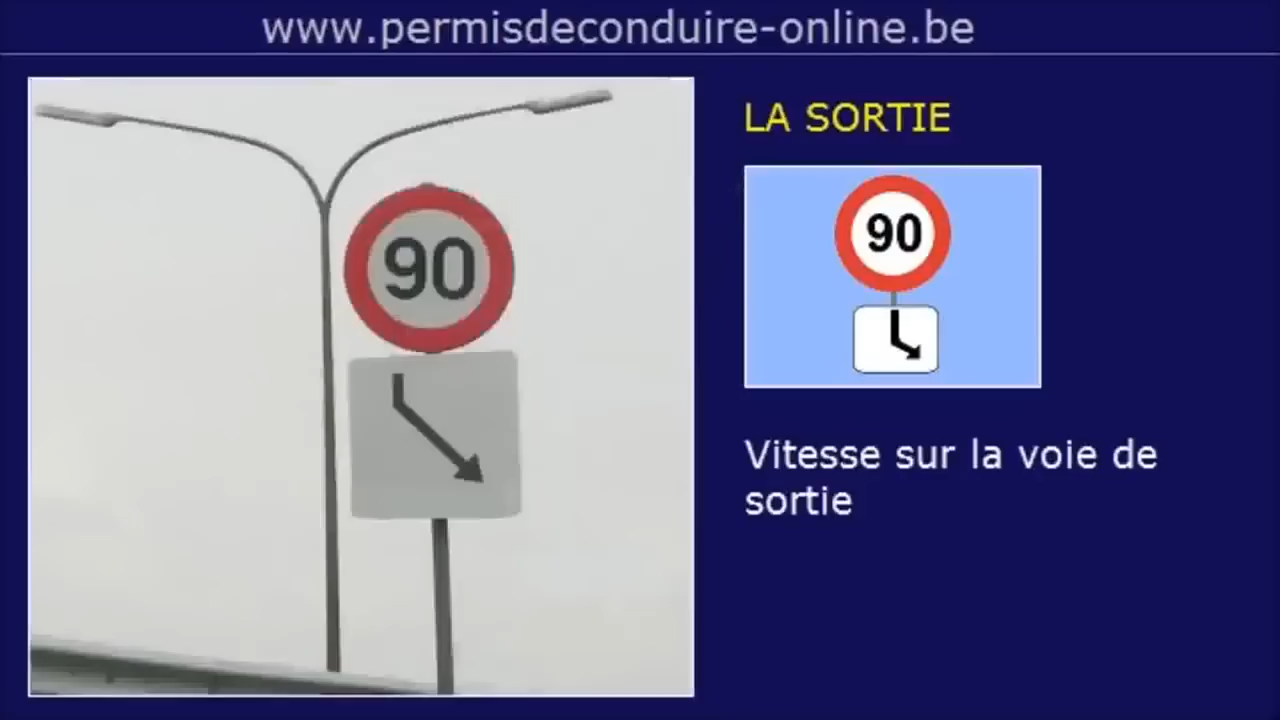 www.permisdeconduire-online.be
90
LA SORTIE
90
Vitesse sur la voie de
sortie